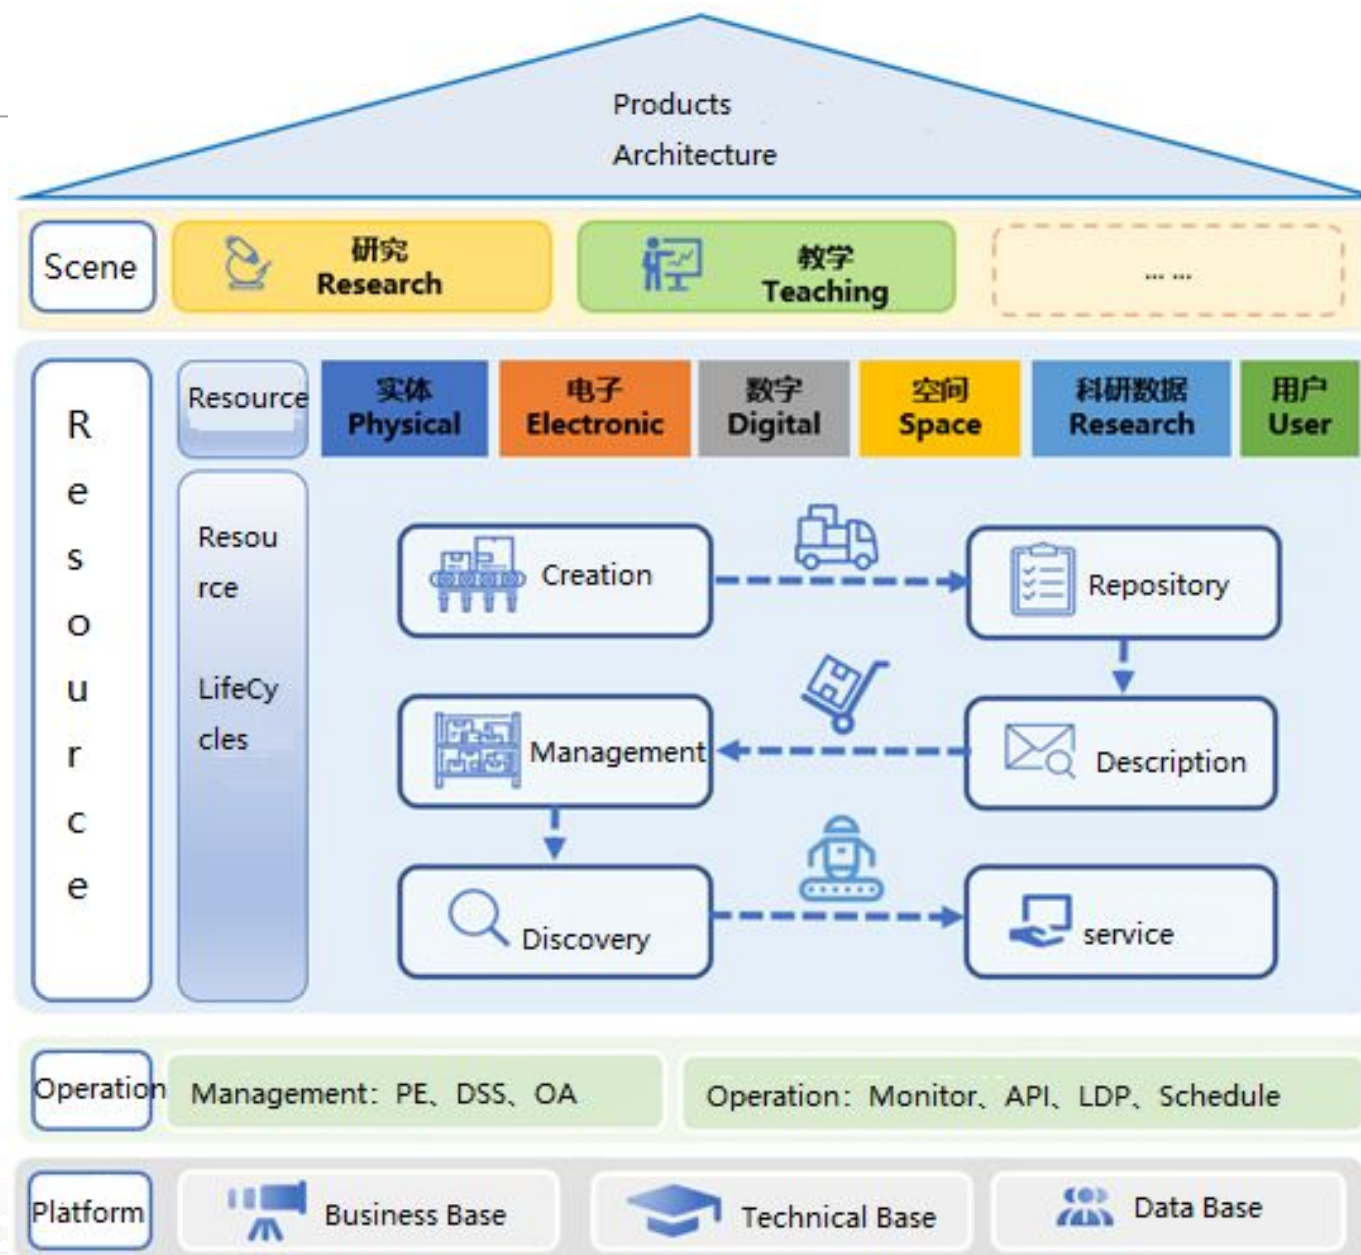 Products
Architecture
Scene
研究
Research
教学
Teaching
... ...
Resource
Resource
实体
Physical
电子
Electronic
数字
Digital
空间
Space
科研数据
Research
用户
User
Resou
rce
LifeCy
cles
Creation
Repository
Management
Description
Discovery
service
Operation
Management：PE、DSS、OA
Operation：Monitor、API、LDP、Schedule
Platform
Business Base
Technical Base
Data Base